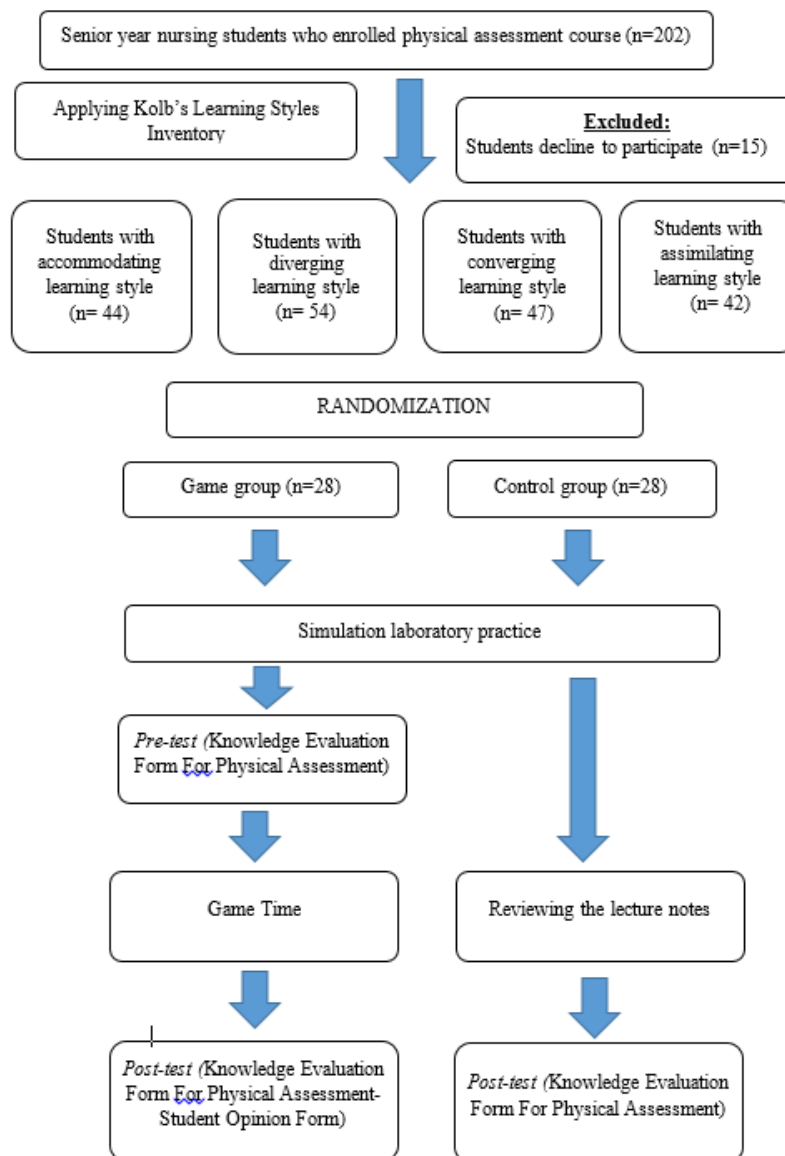 Senior year nursing students who enrolled physical assessment course (n=202)
Applying Kolb’s Learning Styles
Inventory
Excluded:
Students decline to participate (n=15)
Students with
accommodating
learning style
(n= 44)
Students with
diverging
learning style
(n= 54)
Students with
converging
learning style
(n= 47)
Students with
assimilating
learning style
(n= 42)
RANDOMIZATION
Game group (n=28)
Control group (n=28)
Simulation laboratory practice
Pre-test (Knowledge Evaluation
Form For Physical Assessment)
Game Time
Reviewing the lecture notes
Post-test (Knowledge Evaluation
Form For Physical Assessment-
Student Opinion Form)
Post-test (Knowledge Evaluation
Form For Physical Assessment)